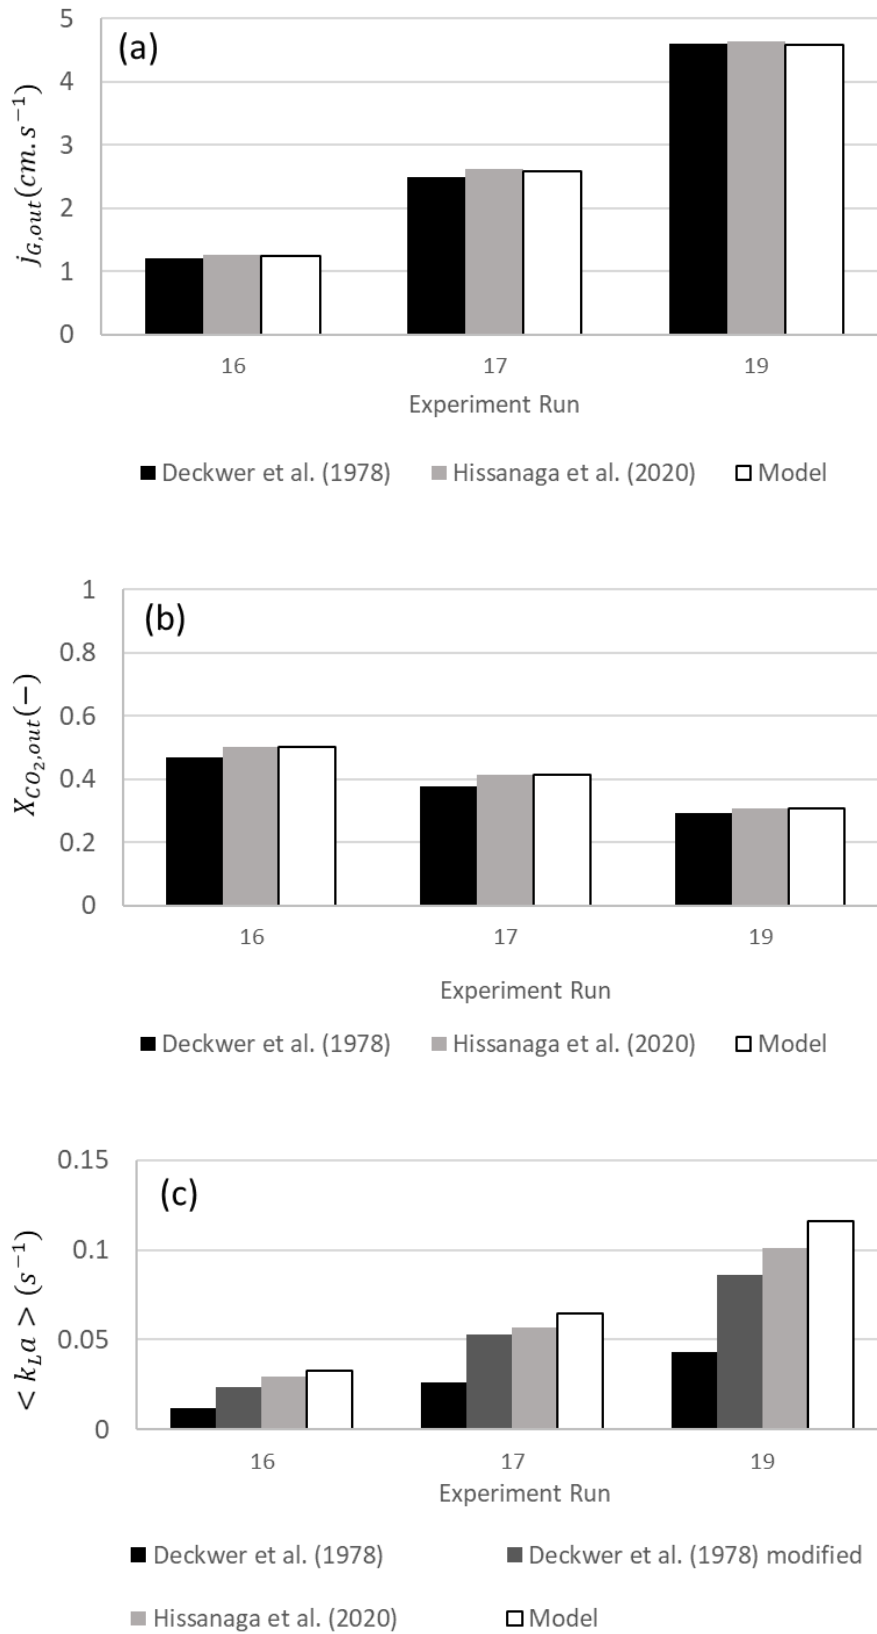 (a)
j_{G,out}(cm.s^{-1})
5
4
3
2
1
0
16 17 19
Experiment Run
Deckwer et al. (1978) Hissanaga et al. (2020) Model
(b)
X_{CO_2,out}(−)
1
0.8
0.6
0.4
0.2
0
16 17 19
Experiment Run
Deckwer et al. (1978) Hissanaga et al. (2020) Model
(c)
< k_L a > (s^{-1})
0.15
0.1
0.05
0
16 17 19
Experiment Run
Deckwer et al. (1978) Deckwer et al. (1978) modified
Hissanaga et al. (2020) Model